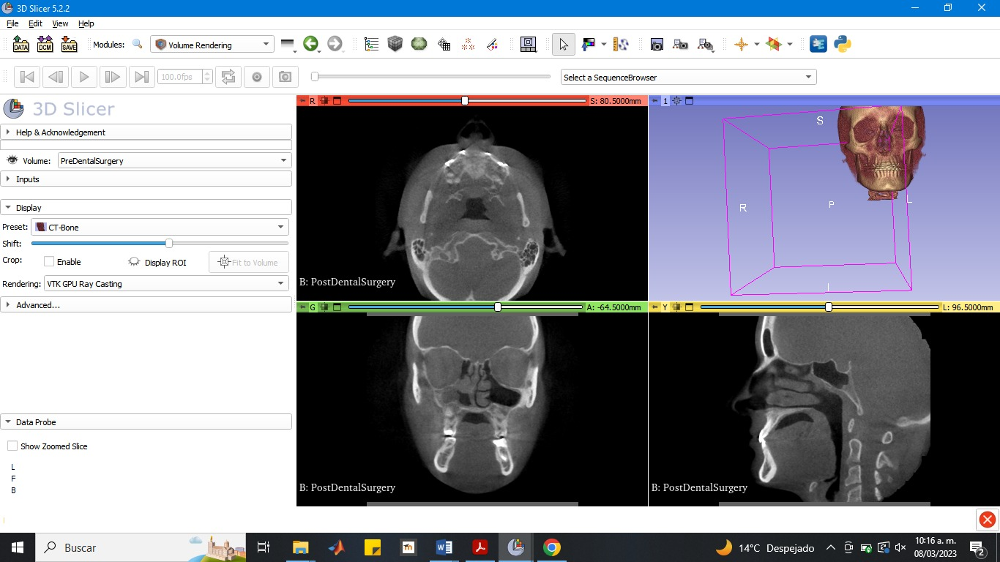 3D Slicer 5.2.2
File Edit View Help
DATA DCM SAVE Modules: Volume Rendering
100.0fps Select a SequenceBrowser
3D Slicer
Help & Acknowledgement
Volume: PreDentalSurgery
Inputs
Display
Preset: CT-Bone
Shift:
Crop: Enable Display ROI Fit to Volume
Rendering: VTK GPU Ray Casting
Advanced...
Data Probe
Show Zoomed Slice
L
F
B
R S: 80.5000mm
B: PostDentalSurgery
1
S
R P L
I
G A: -64.5000mm
B: PostDentalSurgery
Y L: 96.5000mm
B: PostDentalSurgery
Buscar
14°C Despejado
10:16 a. m.
08/03/2023
2